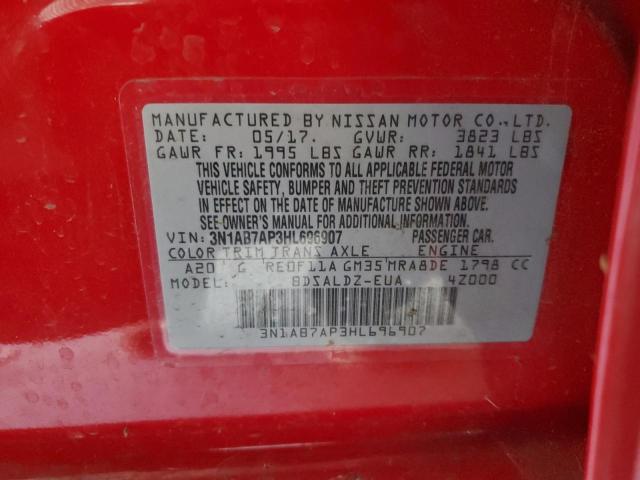 MANUFACTURED BY NISSAN MOTOR CO.,LTD.
DATE: 05/17. GVWR: 3823 LBS
GAWR FR: 1995 LBS GAWR RR: 1841 LBS
THIS VEHICLE CONFORMS TO ALL APPLICABLE FEDERAL MOTOR
VEHICLE SAFETY, BUMPER AND THEFT PREVENTION STANDARDS
IN EFFECT ON THE DATE OF MANUFACTURE SHOWN ABOVE.
SEE OWNER'S MANUAL FOR ADDITIONAL INFORMATION.
VIN: 3N1AB7AP3HL696907 PASSENGER CAR.
COLOR TRIM TRANS AXLE ENGINE
A20 G RE0F11A GM35 MRA8DE 1798 CC
MODEL: BDSALDZ-EUA 4Z000
3N1AB7AP3HL696907